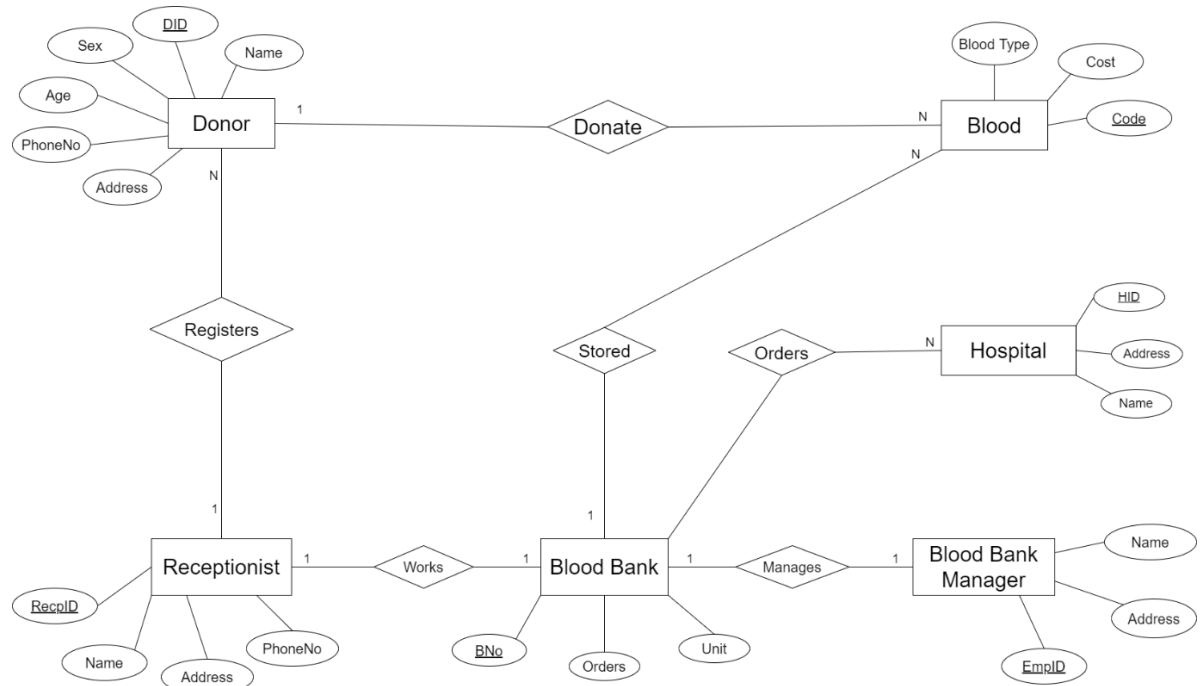 DID
Sex
Name
Blood Type
Cost
Age
1
Donor
Donate
N
Blood
Code
PhoneNo
N
N
Address
HID
Registers
Stored
Orders
N
Hospital
Address
Name
1
1
Name
Receptionist
1
Works
1
Blood Bank
1
Manages
1
Blood Bank
Manager
RecpID
Address
PhoneNo
Name
Address
BNo
Orders
Unit
EmpID